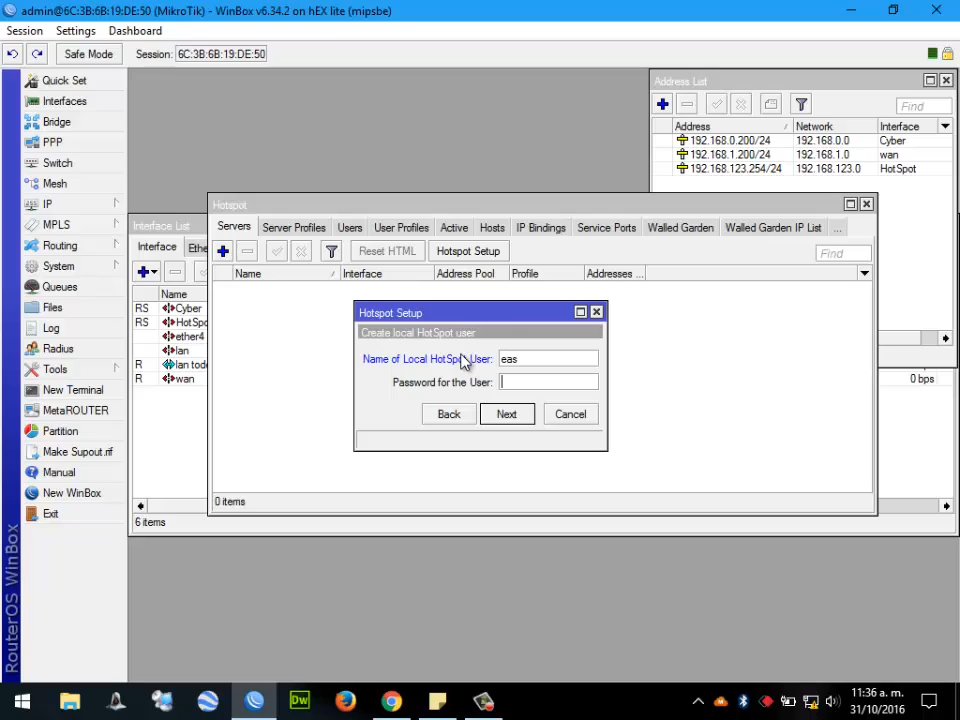 admin@6C:3B:6B:19:DE:50 (MikroTik) - WinBox v6.34.2 on hEX lite (mipsbe)
Session Settings Dashboard
Safe Mode Session: 6C:3B:6B:19:DE:50
Quick Set
Interfaces
Bridge
PPP
Switch
Mesh
IP
MPLS
Routing
System
Queues
Files
Log
Radius
Tools
New Terminal
MetaROUTER
Partition
Make Supout.rif
Manual
New WinBox
Exit
RouterOS WinBox
Address List
Find
Address Network Interface
192.168.0.200/24 192.168.0.0 Cyber
192.168.1.200/24 192.168.1.0 wan
192.168.123.254/24 192.168.123.0 HotSpot
Interface List
Interface Ethe
Name
RS Cyber
RS HotSpo
ether4
lan
R lan tod
R wan
0 bps
6 items
Hotspot
Servers Server Profiles Users User Profiles Active Hosts IP Bindings Service Ports Walled Garden Walled Garden IP List ...
Reset HTML Hotspot Setup Find
Name Interface Address Pool Profile Addresses ...
0 items
Hotspot Setup
Create local HotSpot user
Name of Local HotSpot User: eas
Password for the User:
Back Next Cancel
Dw
11:36 a. m.
31/10/2016